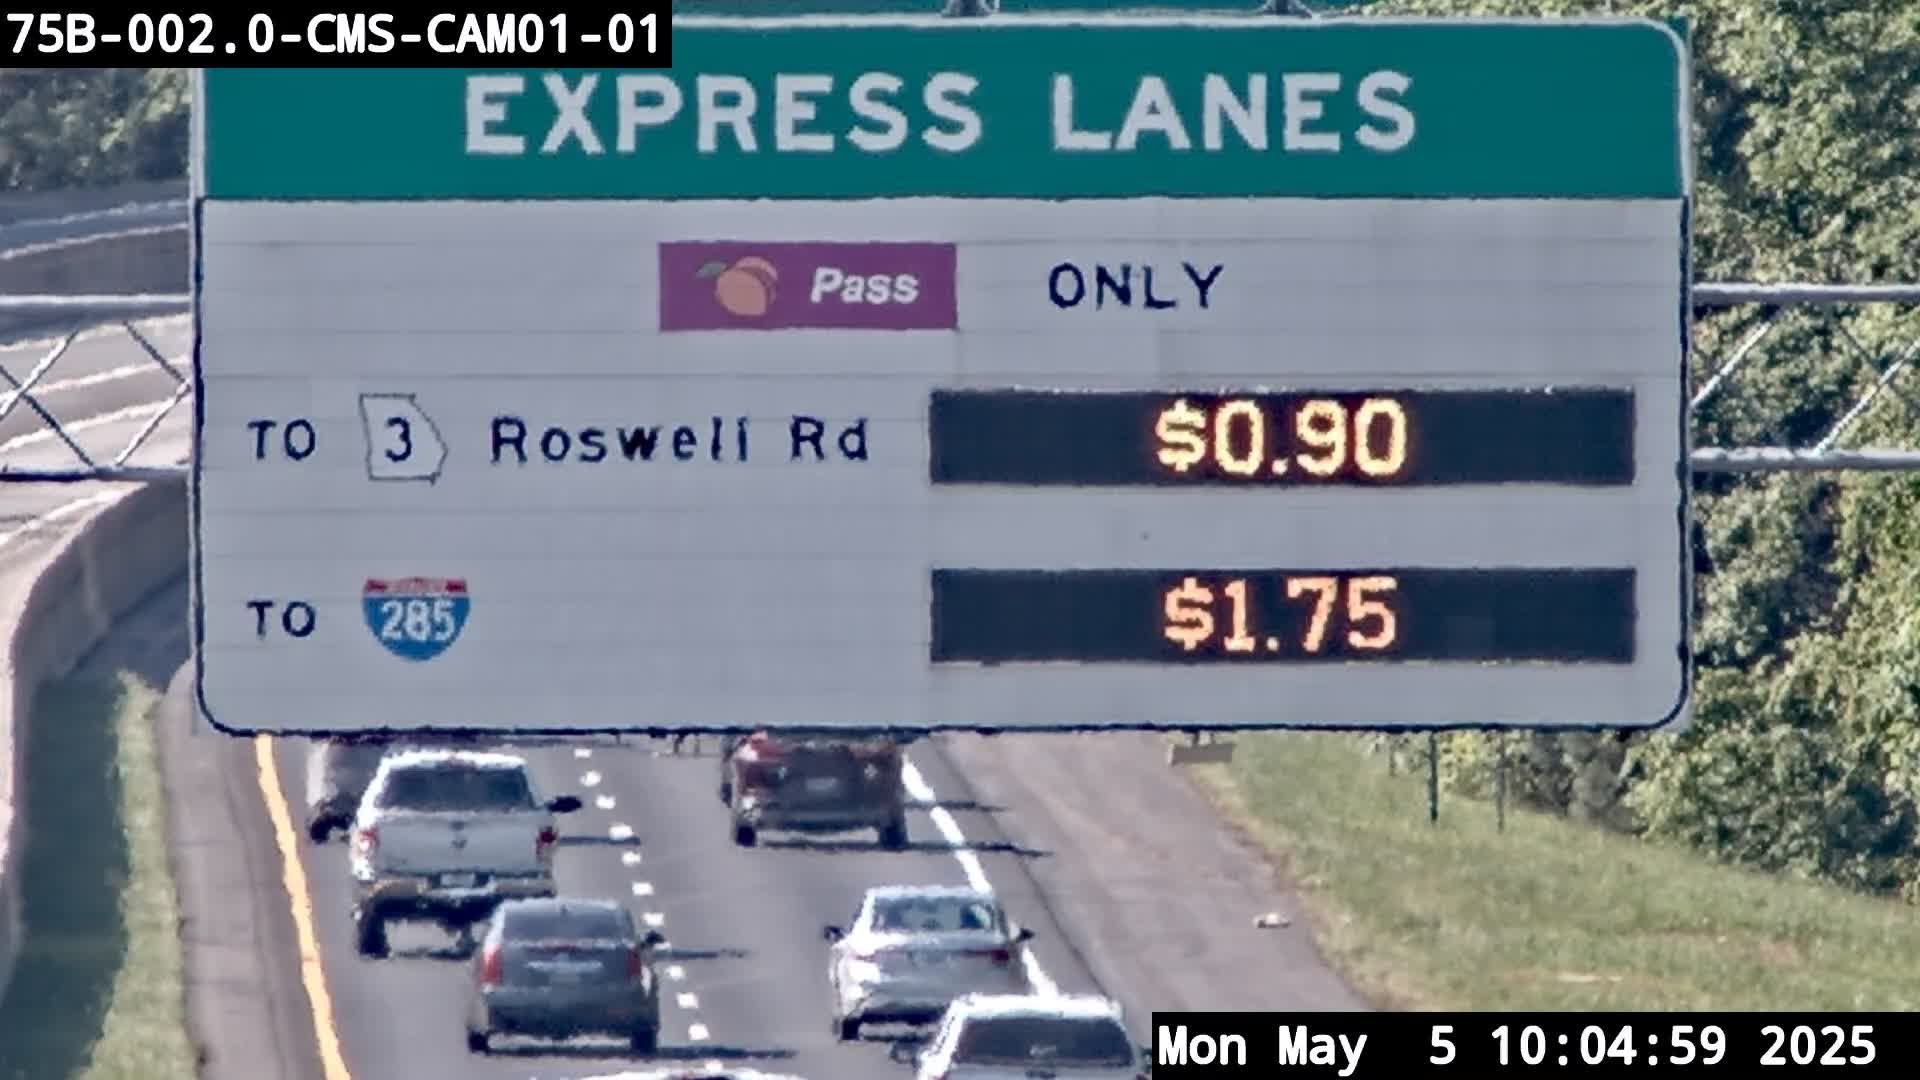 75B-002.0-CMS-CAM01-01
EXPRESS LANES
Pass ONLY
TO 3 Roswell Rd $0.90
TO 285 $1.75
Mon May 5 10:04:59 2025